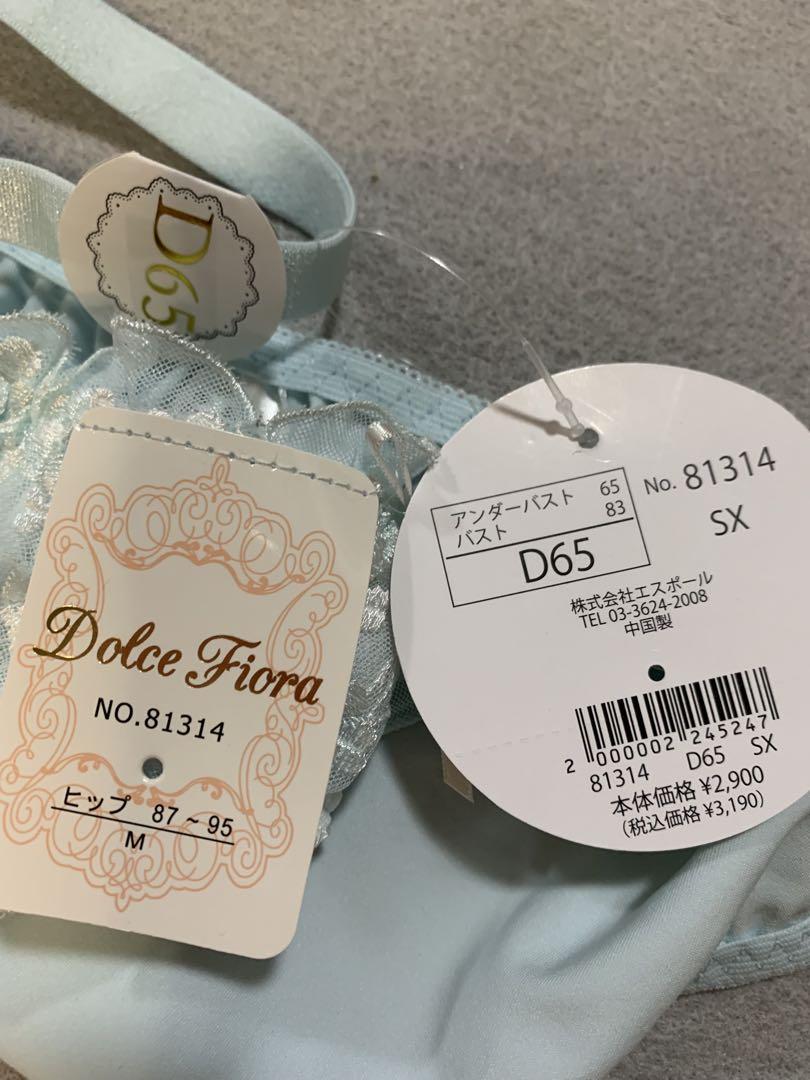 D65
Dolce Fiora
NO.81314
ヒップ 87～95
M
アンダーバスト 65
バスト 83
D65
No. 81314
SX
株式会社エスポール
TEL 03-3624-2008
中国製
2 000002 245247
81314 D65 SX
本体価格 ¥2,900
(税込価格 ¥3,190)